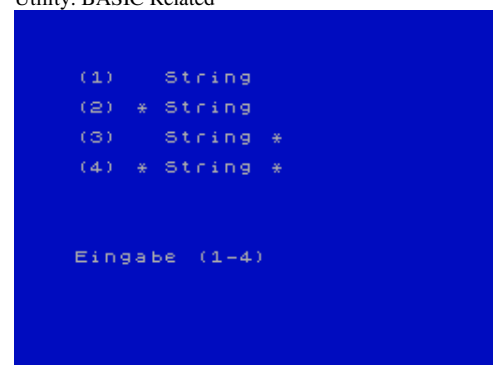 Utility: BASIC Related
(1) String
(2) * String
(3) String *
(4) * String *
Eingabe (1-4)